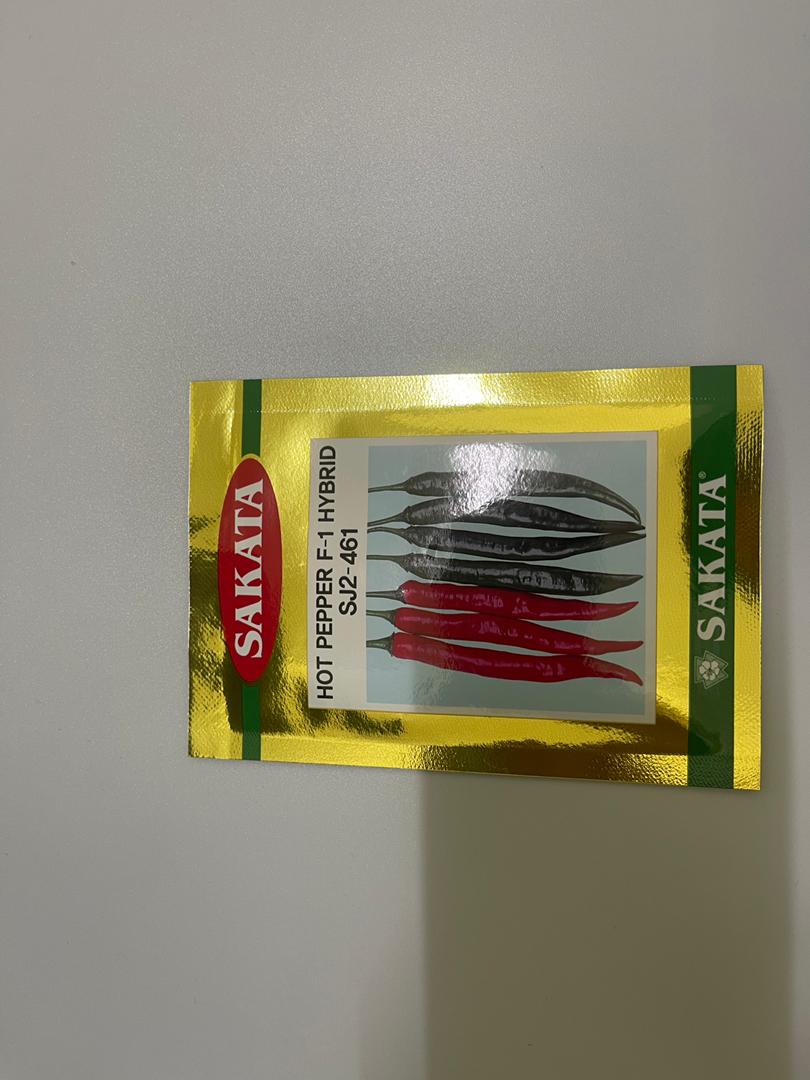 SAKATA
HOT PEPPER F-1 HYBRID
SJ2-461
SAKATA®